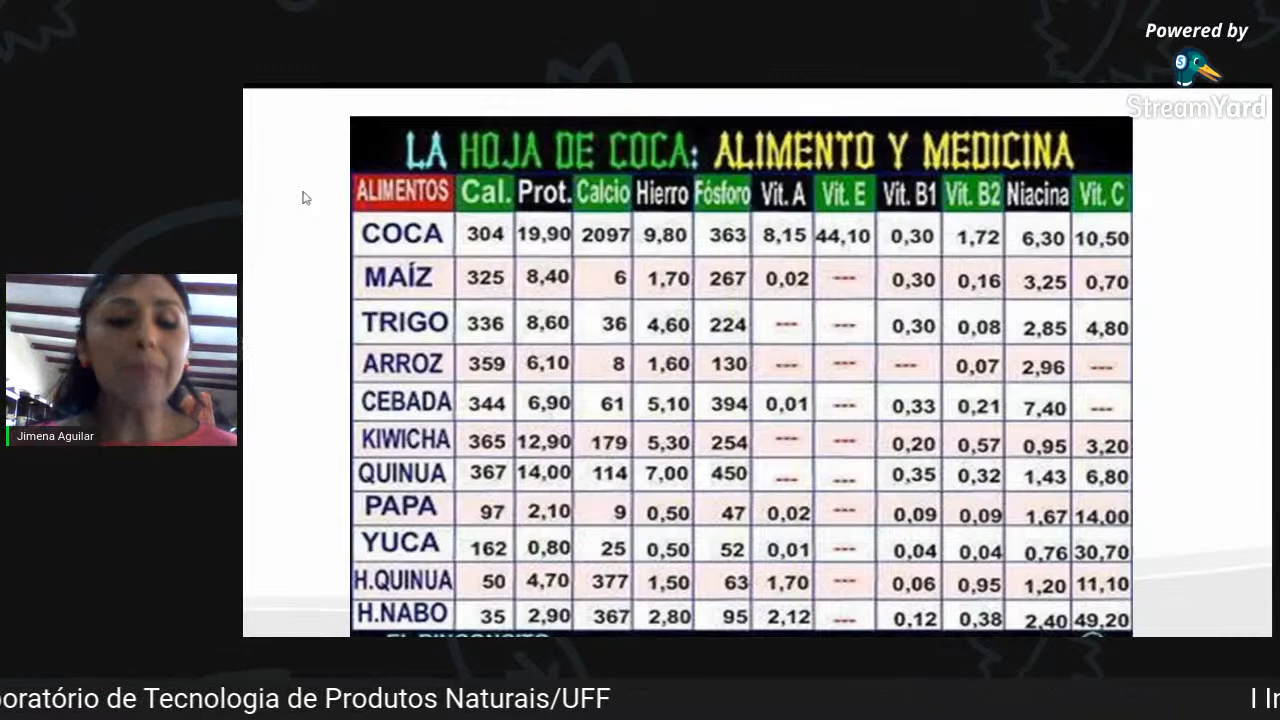 Powered by
StreamYard
LA HOJA DE COCA: ALIMENTO Y MEDICINA
ALIMENTOS Cal. Prot. Calcio Hierro Fósforo Vit. A Vit. E Vit. B1 Vit. B2 Niacina Vit. C
COCA 304 19,90 2097 9,80 363 8,15 44,10 0,30 1,72 6,30 10,50
MAÍZ 325 8,40 6 1,70 267 0,02 --- 0,30 0,16 3,25 0,70
TRIGO 336 8,60 36 4,60 224 --- --- 0,30 0,08 2,85 4,80
ARROZ 359 6,10 8 1,60 130 --- --- --- 0,07 2,96 ---
CEBADA 344 6,90 61 5,10 394 0,01 --- 0,33 0,21 7,40 ---
KIWICHA 365 12,90 179 5,30 254 --- --- 0,20 0,57 0,95 3,20
QUINUA 367 14,00 114 7,00 450 --- --- 0,35 0,32 1,43 6,80
PAPA 97 2,10 9 0,50 47 0,02 --- 0,09 0,09 1,67 14,00
YUCA 162 0,80 25 0,50 52 0,01 --- 0,04 0,04 0,76 30,70
H.QUINUA 50 4,70 377 1,50 63 1,70 --- 0,06 0,95 1,20 11,10
H.NABO 35 2,90 367 2,80 95 2,12 --- 0,12 0,38 2,40 49,20
Jimena Aguilar
oratório de Tecnologia de Produtos Naturais/UFF